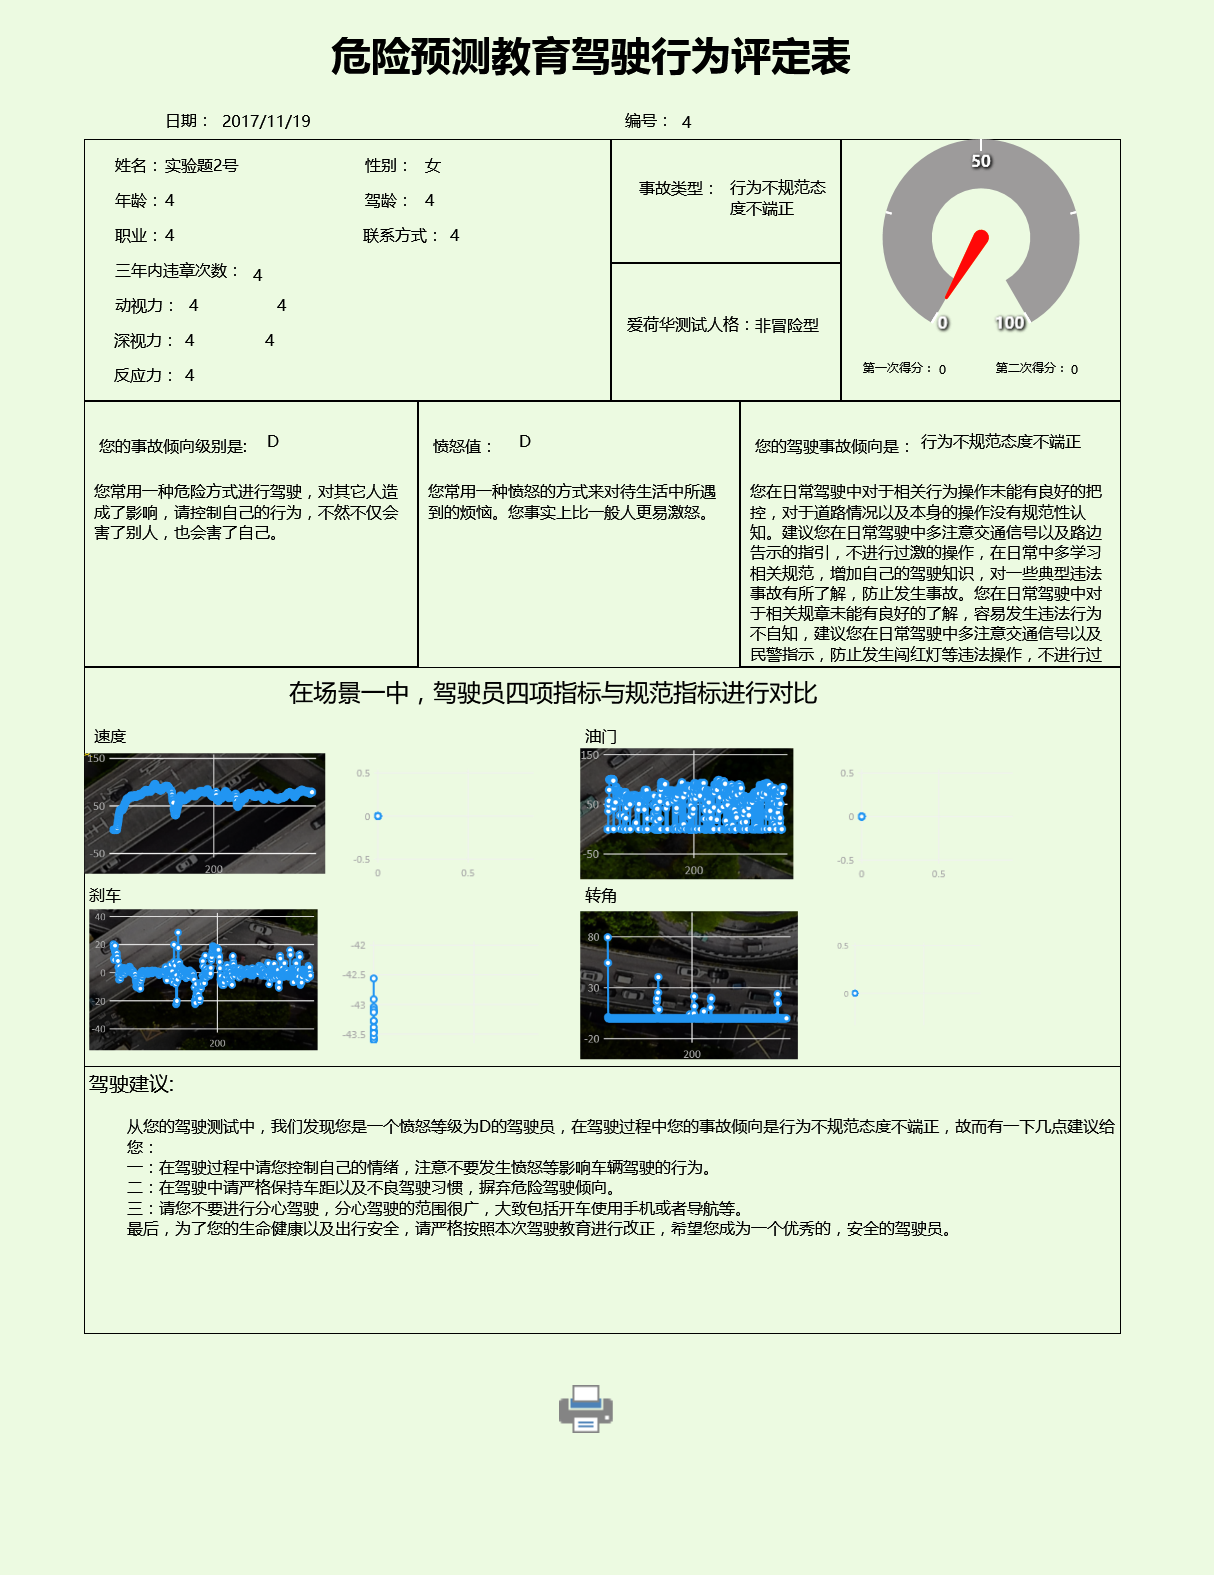 危险预测教育驾驶行为评定表
日期： 2017/11/19 编号： 4
姓名：实验题2号 性别： 女
年龄：4 驾龄： 4
职业：4 联系方式： 4
三年内违章次数： 4
动视力： 4 4
深视力： 4 4
反应力： 4
事故类型： 行为不规范态
度不端正
爱荷华测试人格：非冒险型
50
0 100
第一次得分： 0 第二次得分： 0
您的事故倾向级别是: D
您常用一种危险方式进行驾驶，对其它人造
成了影响，请控制自己的行为，不然不仅会
害了别人，也会害了自己。
愤怒值： D
您常用一种愤怒的方式来对待生活中所遇
到的烦恼。您事实上比一般人更易激怒。
您的驾驶事故倾向是： 行为不规范态度不端正
您在日常驾驶中对于相关行为操作未能有良好的把
控，对于道路情况以及本身的操作没有规范性认
知。建议您在日常驾驶中多注意交通信号以及路边
告示的指引，不进行过激的操作，在日常中多学习
相关规范，增加自己的驾驶知识，对一些典型违法
事故有所了解，防止发生事故。您在日常驾驶中对
于相关规章未能有良好的了解，容易发生违法行为
不自知，建议您在日常驾驶中多注意交通信号以及
民警指示，防止发生闯红灯等违法操作，不进行过
在场景一中，驾驶员四项指标与规范指标进行对比
速度
150
50
-50
200
0.5
0
-0.5
0 0.5
油门
150
50
-50
200
0.5
0
-0.5
0 0.5
刹车
40
20
0
-20
-40
200
-42
-42.5
-43
-43.5
转角
80
30
-20
200
0.5
0
驾驶建议:
从您的驾驶测试中，我们发现您是一个愤怒等级为D的驾驶员，在驾驶过程中您的事故倾向是行为不规范态度不端正，故而有一下几点建议给
您：
一：在驾驶过程中请您控制自己的情绪，注意不要发生愤怒等影响车辆驾驶的行为。
二：在驾驶中请严格保持车距以及不良驾驶习惯，摒弃危险驾驶倾向。
三：请您不要进行分心驾驶，分心驾驶的范围很广，大致包括开车使用手机或者导航等。
最后，为了您的生命健康以及出行安全，请严格按照本次驾驶教育进行改正，希望您成为一个优秀的，安全的驾驶员。